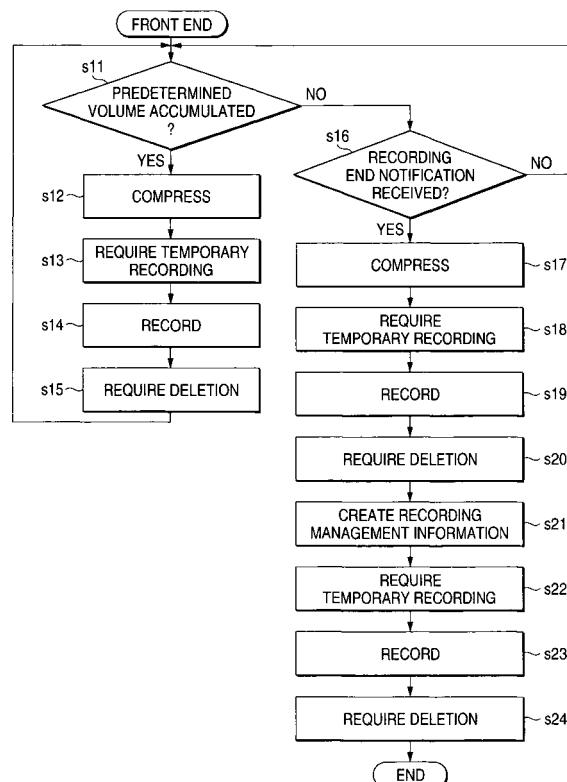 FRONT END
s11
PREDETERMINED
VOLUME ACCUMULATED
?
NO
YES
s12
COMPRESS
s13
REQUIRE TEMPORARY
RECORDING
s14
RECORD
s15
REQUIRE DELETION
s16
RECORDING
END NOTIFICATION
RECEIVED?
NO
YES
COMPRESS
s17
REQUIRE
TEMPORARY RECORDING
s18
RECORD
s19
REQUIRE DELETION
s20
CREATE RECORDING
MANAGEMENT INFORMATION
s21
REQUIRE
TEMPORARY RECORDING
s22
RECORD
s23
REQUIRE DELETION
s24
END